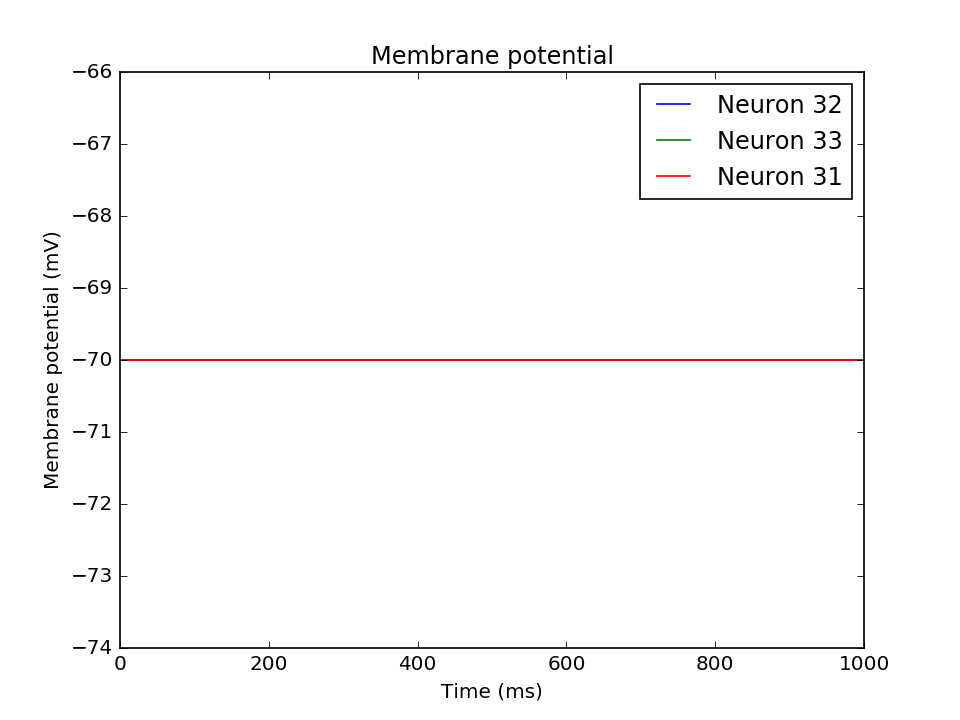 Membrane potential
−66
Neuron 32
Neuron 33
Neuron 31
−67
−68
−69
−70
−71
−72
−73
−74
Membrane potential (mV)
0 200 400 600 800 1000
Time (ms)